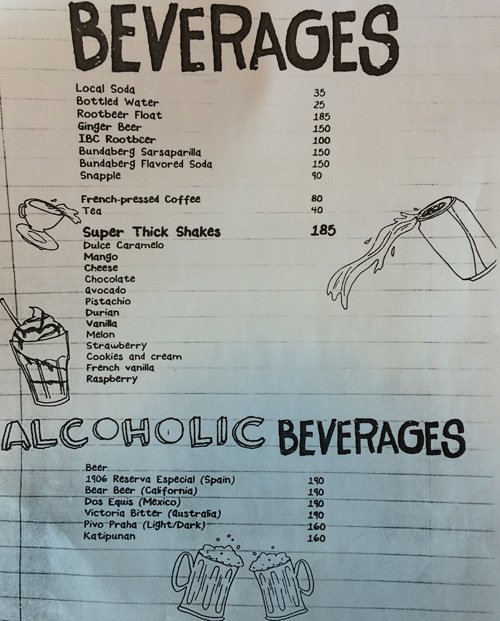 BEVERAGES
Local Soda 35
Bottled Water 25
Rootbeer Float 185
Ginger Beer 150
IBC Rootbeer 100
Bundaberg Sarsaparilla 150
Bundaberg Flavored Soda 150
Snapple 90
French-pressed Coffee 80
Tea 40
Super Thick Shakes 185
Dulce Caramelo
Mango
Cheese
Chocolate
Avocado
Pistachio
Durian
Vanilla
Melon
Strawberry
Cookies and cream
French vanilla
Raspberry
ALCOHOLIC BEVERAGES
Beer
1906 Reserva Especial (Spain) 190
Bear Beer (California) 190
Dos Equis (Mexico) 190
Victoria Bitter (Australia) 190
Pivo Praha (Light/Dark) 160
Katipunan 160